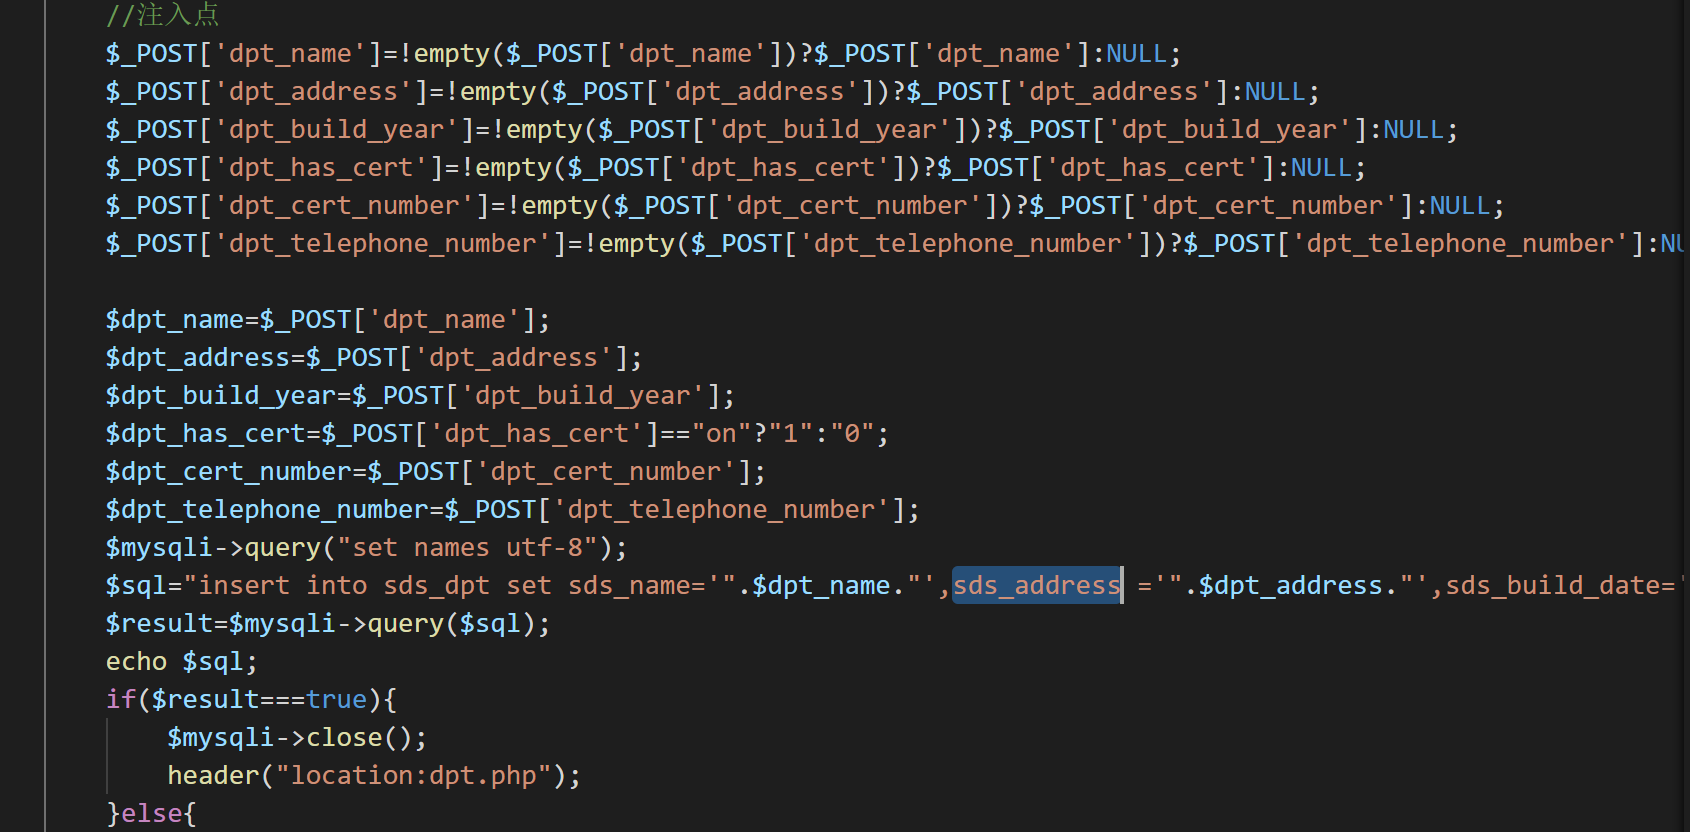 //注入点
$_POST['dpt_name']=!empty($_POST['dpt_name'])?$_POST['dpt_name']:NULL;
$_POST['dpt_address']=!empty($_POST['dpt_address'])?$_POST['dpt_address']:NULL;
$_POST['dpt_build_year']=!empty($_POST['dpt_build_year'])?$_POST['dpt_build_year']:NULL;
$_POST['dpt_has_cert']=!empty($_POST['dpt_has_cert'])?$_POST['dpt_has_cert']:NULL;
$_POST['dpt_cert_number']=!empty($_POST['dpt_cert_number'])?$_POST['dpt_cert_number']:NULL;
$_POST['dpt_telephone_number']=!empty($_POST['dpt_telephone_number'])?$_POST['dpt_telephone_number']:NU
$dpt_name=$_POST['dpt_name'];
$dpt_address=$_POST['dpt_address'];
$dpt_build_year=$_POST['dpt_build_year'];
$dpt_has_cert=$_POST['dpt_has_cert']=="on"?"1":"0";
$dpt_cert_number=$_POST['dpt_cert_number'];
$dpt_telephone_number=$_POST['dpt_telephone_number'];
$mysqli->query("set names utf-8");
$sql="insert into sds_dpt set sds_name='".$dpt_name."',sds_address ='".$dpt_address."',sds_build_date='
$result=$mysqli->query($sql);
echo $sql;
if($result===true){
$mysqli->close();
header("location:dpt.php");
}else{